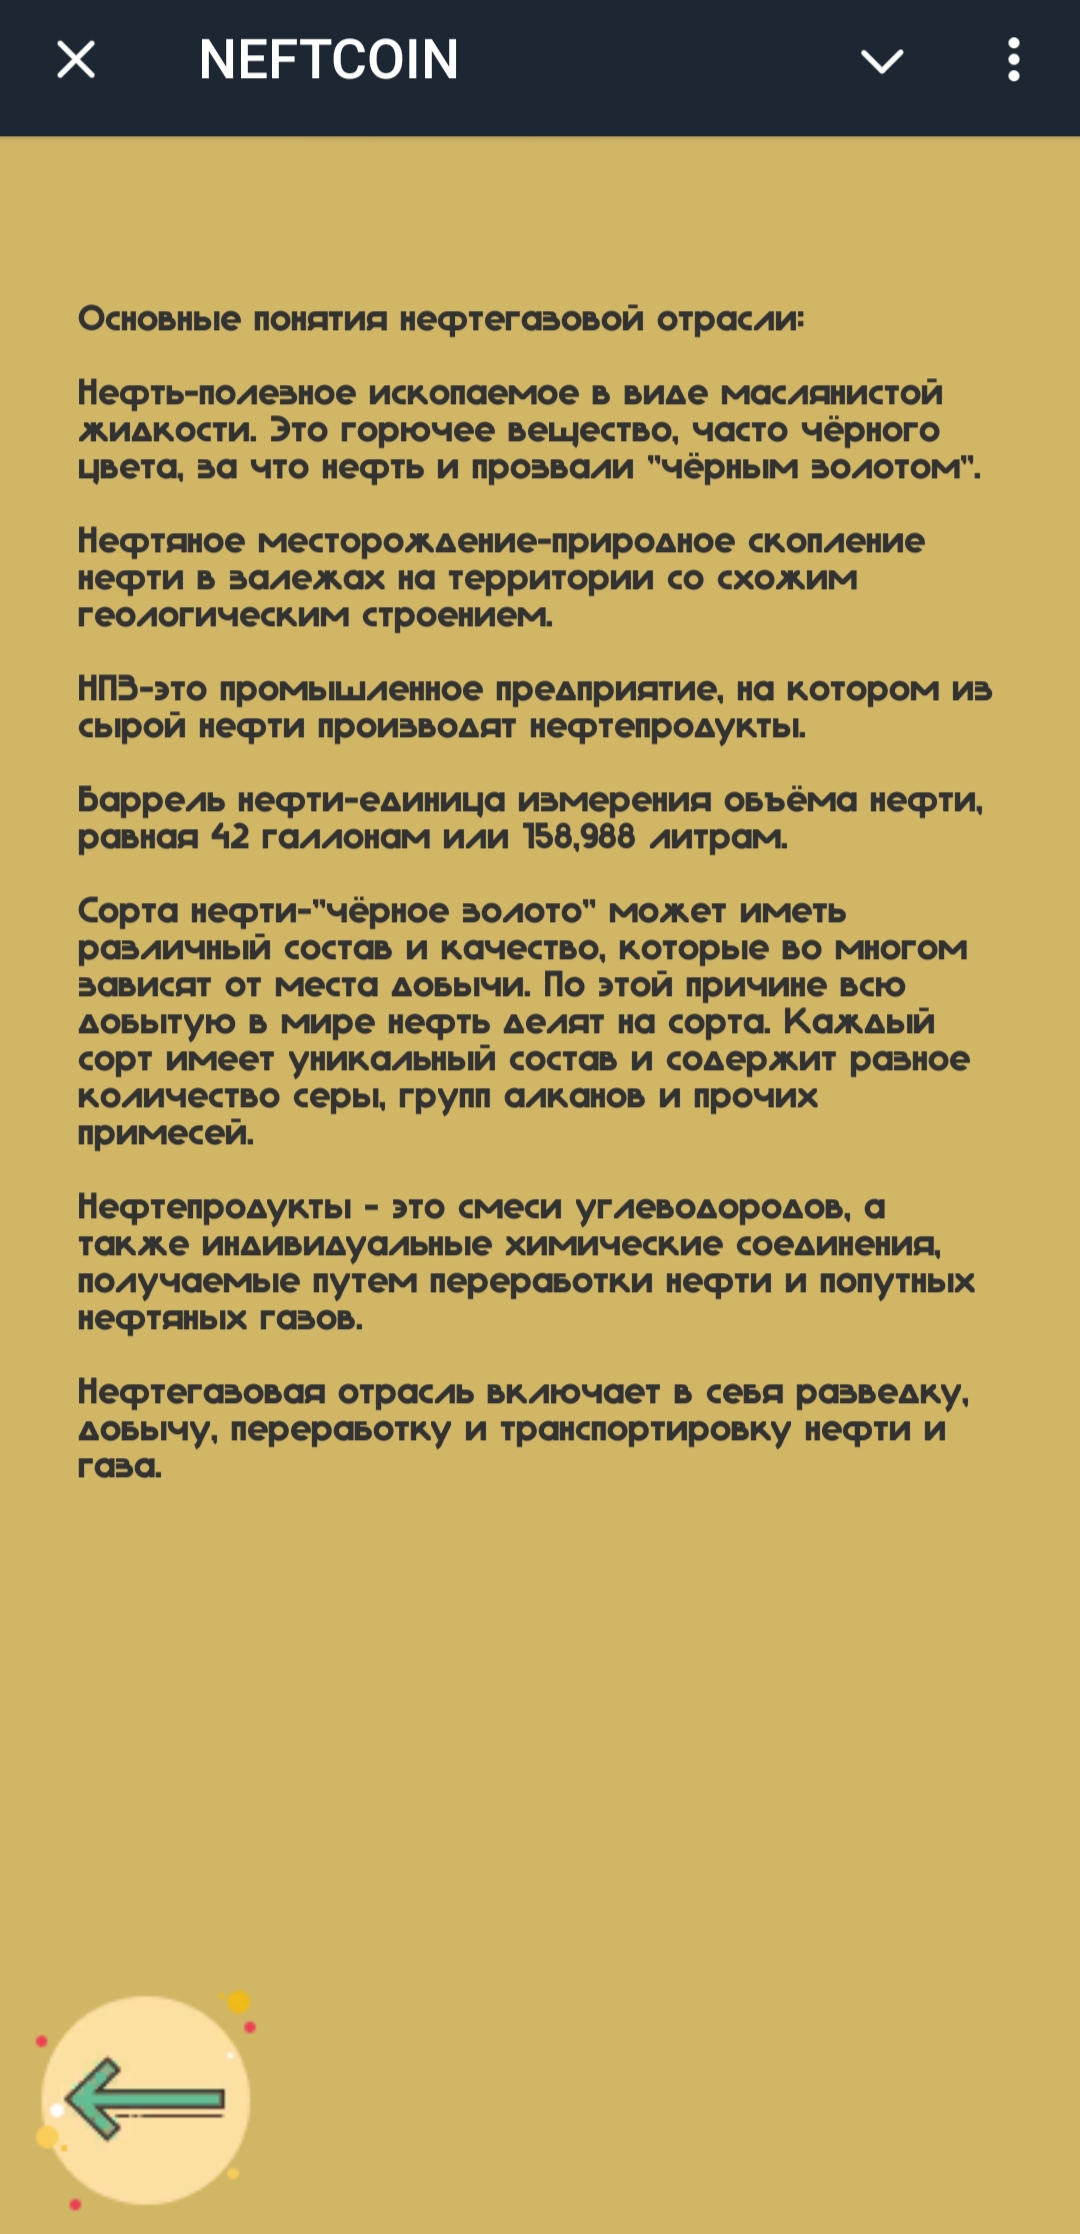 NEFTCOIN
Основные понятия нефтегазовой отрасли:
Нефть-полезное ископаемое в виде маслянистой
жидкости. Это горючее вещество, часто чёрного
цвета, за что нефть и прозвали "чёрным золотом".
Нефтяное месторождение-природное скопление
нефти в залежах на территории со схожим
геологическим строением.
НПЗ-это промышленное предприятие, на котором из
сырой нефти производят нефтепродукты.
Баррель нефти-единица измерения объёма нефти,
равная 42 галлонам или 158,988 литрам.
Сорта нефти-"чёрное золото" может иметь
различный состав и качество, которые во многом
зависят от места добычи. По этой причине всю
добытую в мире нефть делят на сорта. Каждый
сорт имеет уникальный состав и содержит разное
количество серы, групп алканов и прочих
примесей.
Нефтепродукты - это смеси углеводородов, а
также индивидуальные химические соединения,
получаемые путем переработки нефти и попутных
нефтяных газов.
Нефтегазовая отрасль включает в себя разведку,
добычу, переработку и транспортировку нефти и
газа.